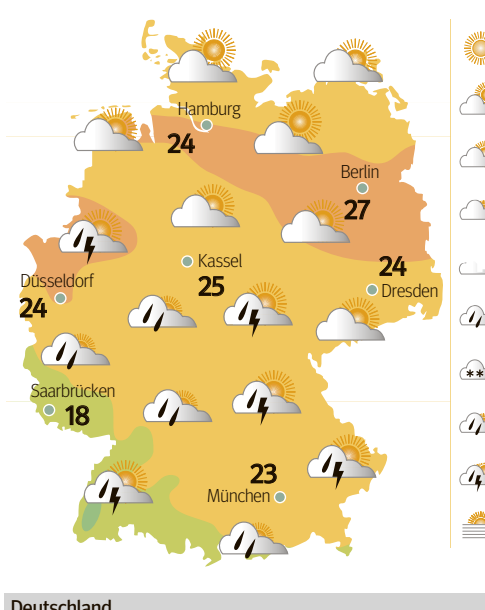 Hamburg
24
Berlin
27
Kassel
25
24
Dresden
Düsseldorf
24
Saarbrücken
18
23
München
Deutschland